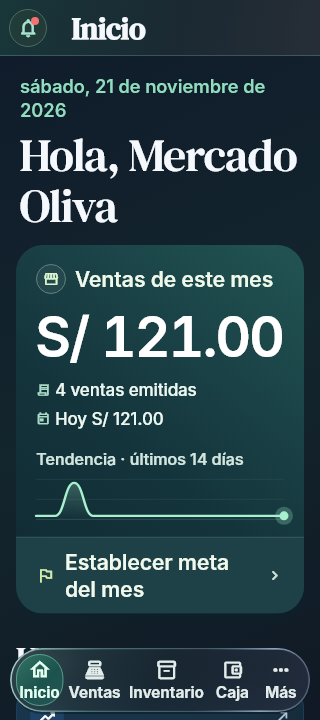 Inicio
sábado, 21 de noviembre de
2026
Hola, Mercado
Oliva
Ventas de este mes
S/ 121.00
4 ventas emitidas
Hoy S/ 121.00
Tendencia · últimos 14 días
Establecer meta
del mes
Inicio Ventas Inventario Caja Más